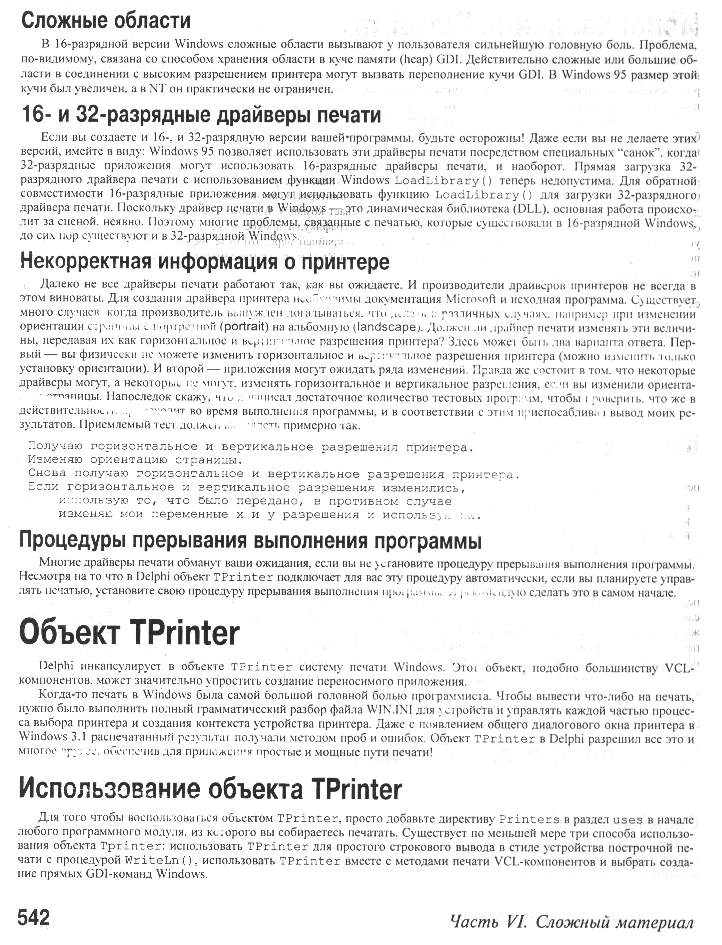 Сложные области
В 16-разрядной версии Windows сложные области вызывают у пользователя сильнейшую головную боль. Проблема,
по-видимому, связана со способом хранения области в куче памяти (heap) GDI. Действительно сложные или большие об-
ласти в соединении с высоким разрешением принтера могут вызвать переполнение кучи GDI. В Windows 95 размер этой
кучи был увеличен, а в NT он практически не ограничен.
16- и 32-разрядные драйверы печати
Если вы создаете и 16-, и 32-разрядную версии вашей программы, будьте осторожны! Даже если вы не делаете этих
версий, имейте в виду: Windows 95 позволяет использовать эти драйверы печати посредством специальных “санок”, когда
32-разрядные приложения могут использовать 16-разрядные драйверы печати, и наоборот. Прямая загрузка 32-
разрядного драйвера печати с использованием функции Windows LoadLibrary() теперь недопустима. Для обратной
совместимости 16-разрядные приложения могут использовать функцию LoadLibrary() для загрузки 32-разрядного
драйвера печати. Поскольку драйвер печати в Windows — это динамическая библиотека (DLL), основная работа происхо-
дит за сценой, неявно. Поэтому многие проблемы, связанные с печатью, которые существовали в 16-разрядной Windows,
до сих пор существуют и в 32-разрядной Windows.
Некорректная информация о принтере
Далеко не все драйверы печати работают так, как вы ожидаете. И производители драйверов принтеров не всегда в
этом виноваты. Для создания драйвера принтера необходимы документация Microsoft и исходная программа. Существует
много случаев, когда производитель вынужден догадываться, что делать в различных случаях, например при изменении
ориентации страницы с портретной (portrait) на альбомную (landscape). Должен ли драйвер печати изменять эти величи-
ны, передавая их как горизонтальное и вертикальное разрешения принтера? Здесь может быть два варианта ответа. Пер-
вый — вы физически не можете изменить горизонтальное и вертикальное разрешения принтера (можно изменить только
установку ориентации). И второй — приложения могут ожидать ряда изменений. Правда же состоит в том, что некоторые
драйверы могут, а некоторые не могут, изменять горизонтальное и вертикальное разрешения, если вы изменили ориента-
страницы. Напоследок скажу, что я написал достаточное количество тестовых программ, чтобы проверить, что же в
действительности во время выполнения программы, и в соответствии с этим приспосабливал вывод моих ре-
зультатов. Приемлемый тест должен примерно так.
Получаю горизонтальное и вертикальное разрешения принтера.
Изменяю ориентацию страницы.
Снова получаю горизонтальное и вертикальное разрешения принтера.
Если горизонтальное и вертикальное разрешения изменились,
использую то, что было передано, в противном случае
изменяю мои переменные x и y разрешения и использую
Процедуры прерывания выполнения программы
Многие драйверы печати обманут ваши ожидания, если вы не установите процедуру прерывания выполнения программы.
Несмотря на то что в Delphi объект TPrinter подключает для вас эту процедуру автоматически, если вы планируете управ-
лять печатью, установите свою процедуру прерывания выполнения программы. Я рекомендую сделать это в самом начале.
Объект TPrinter
Delphi инкапсулирует в объекте TPrinter систему печати Windows. Этот объект, подобно большинству VCL-
компонентов, может значительно упростить создание переносимого приложения.
Когда-то печать в Windows была самой большой головной болью программиста. Чтобы вывести что-либо на печать,
нужно было выполнить полный грамматический разбор файла WIN.INI для устройств и управлять каждой частью процес-
са выбора принтера и создания контекста устройства принтера. Даже с появлением общего диалогового окна принтера в
Windows 3.1 распечатанный результат получали методом проб и ошибок. Объект TPrinter в Delphi разрешил все это и
многое другое, обеспечив для приложения простые и мощные пути печати!
Использование объекта TPrinter
Для того чтобы воспользоваться объектом TPrinter, просто добавьте директиву Printers в раздел uses в начале
любого программного модуля, из которого вы собираетесь печатать. Существует по меньшей мере три способа использо-
вания объекта Tprinter: использовать TPrinter для простого строкового вывода в стиле устройства построчной пе-
чати с процедурой WriteLn(), использовать TPrinter вместе с методами печати VCL-компонентов и выбрать созда-
ние прямых GDI-команд Windows.
542
Часть VI. Сложный материал